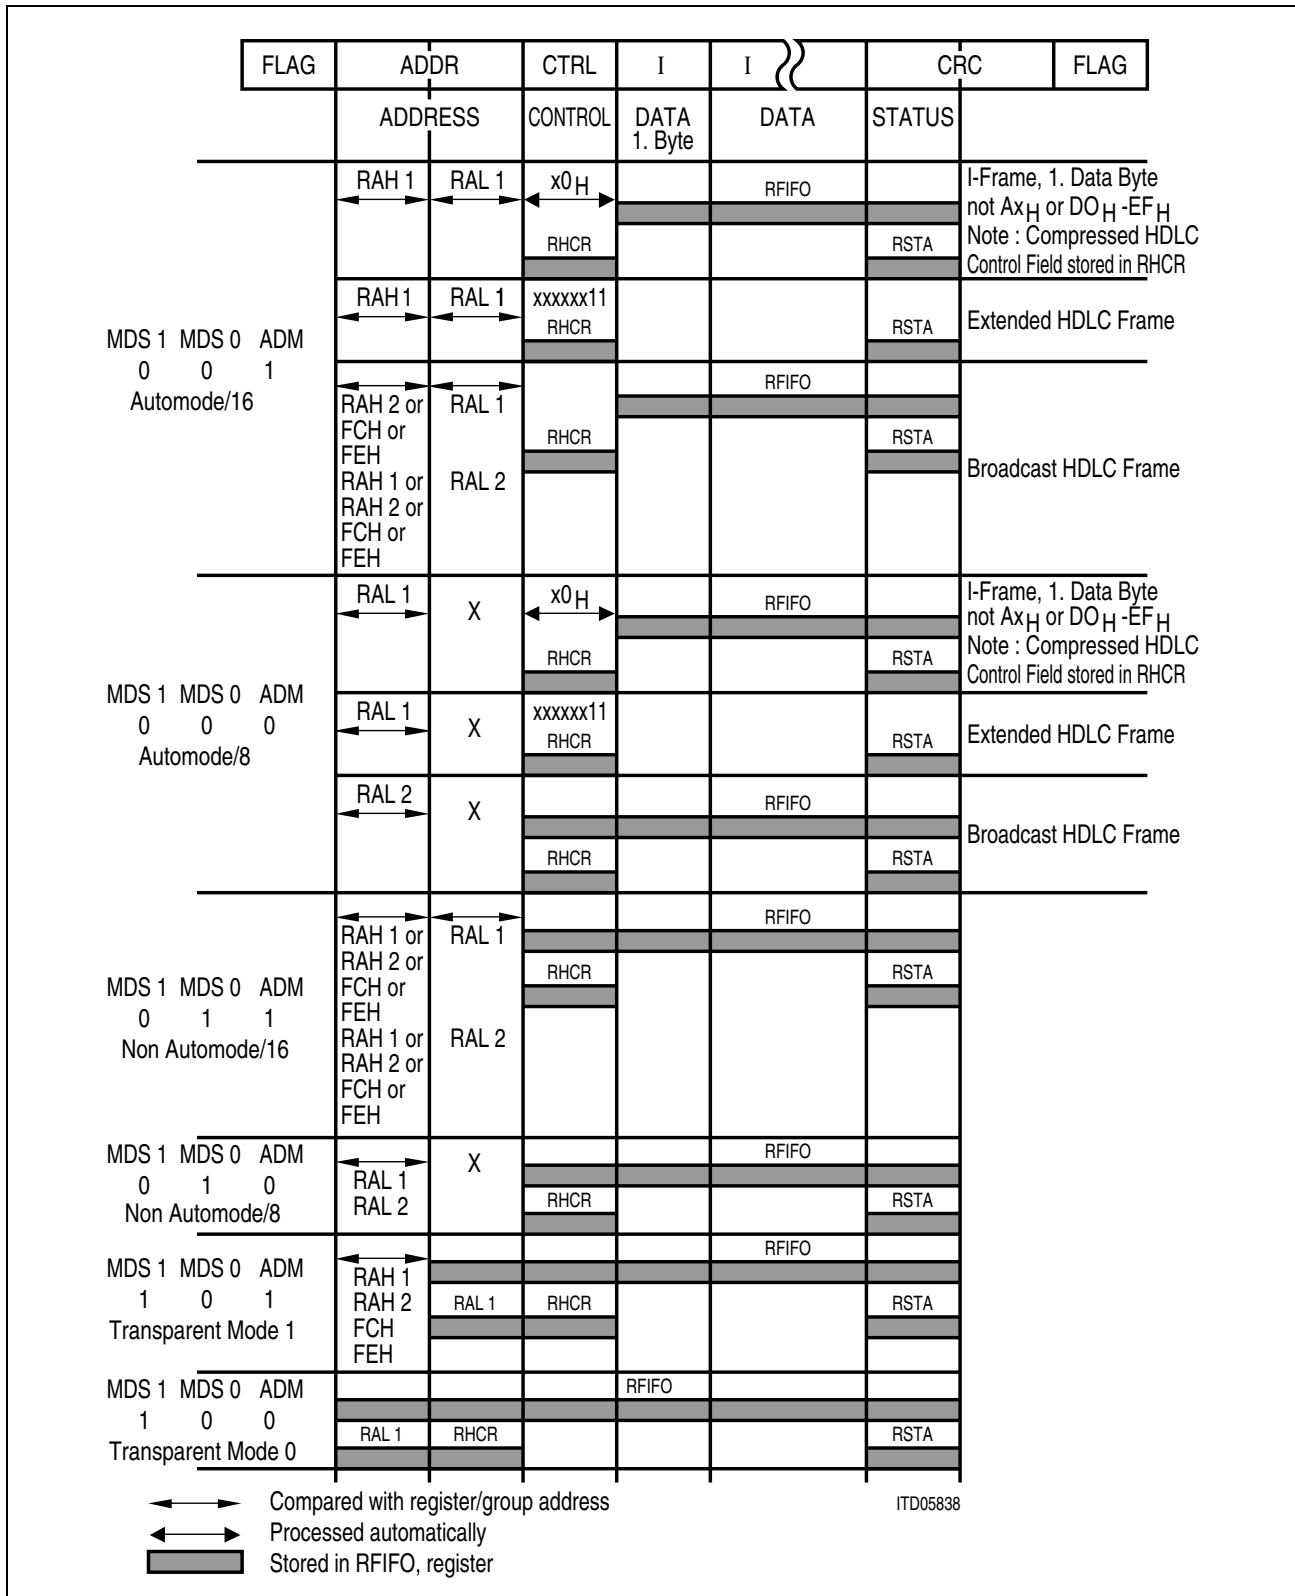 FLAG ADDR CTRL I I CRC FLAG
ADDRESS CONTROL DATA DATA STATUS
1. Byte
RAH 1 RAL 1 x0H RFIFO I-Frame, 1. Data Byte
not AxH or DOH -EFH
RHCR RSTA Note : Compressed HDLC
Control Field stored in RHCR
RAH 1 RAL 1 xxxxxx11
RHCR RSTA Extended HDLC Frame
MDS 1 MDS 0 ADM
0 0 1
Automode/16
RFIFO
RAH 2 or RAL 1
FCH or RHCR RSTA
FEH
RAH 1 or RAL 2 Broadcast HDLC Frame
RAH 2 or
FCH or
FEH
RAL 1 X x0H RFIFO I-Frame, 1. Data Byte
not AxH or DOH -EFH
RHCR RSTA Note : Compressed HDLC
Control Field stored in RHCR
MDS 1 MDS 0 ADM
0 0 0
Automode/8
RAL 1 X xxxxxx11
RHCR RSTA Extended HDLC Frame
RAL 2 X RFIFO
Broadcast HDLC Frame
RHCR RSTA
RFIFO
RAH 1 or RAL 1
RAH 2 or RHCR RSTA
FCH or
FEH
RAH 1 or RAL 2
RAH 2 or
FCH or
FEH
MDS 1 MDS 0 ADM
0 1 1
Non Automode/16
MDS 1 MDS 0 ADM X RFIFO
0 1 0 RAL 1
Non Automode/8 RAL 2 RHCR RSTA
RFIFO
MDS 1 MDS 0 ADM RAH 1
1 0 1 RAH 2 RAL 1 RHCR RSTA
Transparent Mode 1 FCH
FEH
MDS 1 MDS 0 ADM RFIFO
1 0 0
Transparent Mode 0 RAL 1 RHCR RSTA
Compared with register/group address ITD05838
Processed automatically
Stored in RFIFO, register